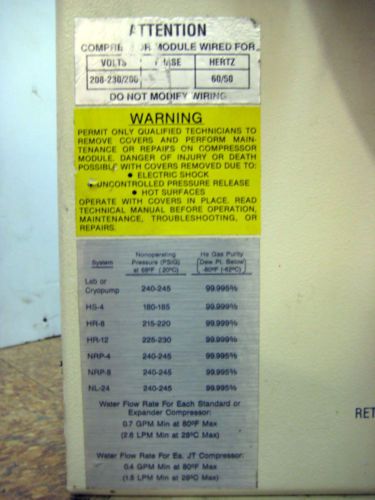 ATTENTION
COMPRE OR MODULE WIRED FOR
VOLTS HERTZ
208-230/200 60/50
DO NOT MODIFY WIRING
WARNING
PERMIT ONLY QUALIFIED TECHNICIANS TO
REMOVE COVERS AND PERFORM MAIN-
TENANCE OR REPAIRS ON COMPRESSOR
MODULE. DANGER OF INJURY OR DEATH
POSSIBLE WITH COVERS REMOVED DUE TO:
● ELECTRIC SHOCK
● UNCONTROLLED PRESSURE RELEASE
● HOT SURFACES
OPERATE WITH COVERS IN PLACE. READ
TECHNICAL MANUAL BEFORE OPERATION,
MAINTENANCE, TROUBLESHOOTING, OR
REPAIRS.
System Nonoperating Pressure (PSIG) at 68°F (20°C) He Gas Purity [Dew Pt. Below] -80°F (-62°C)
Lab or
Cryopump 240-245 99.995%
HS-4 180-185 99.995%
HR-8 215-220 99.999%
HR-12 225-230 99.999%
NRP-4 240-245 99.995%
NRP-8 240-245 99.995%
NL-24 240-245 99.995%
Water Flow Rate For Each Standard or
Expander Compressor:
0.7 GPM Min at 80°F Max
(2.6 LPM Min at 28°C Max)
Water Flow Rate For Ea. JT Compressor:
0.4 GPM Min at 80°F Max
(1.5 LPM Min at 28°C Max)
RET